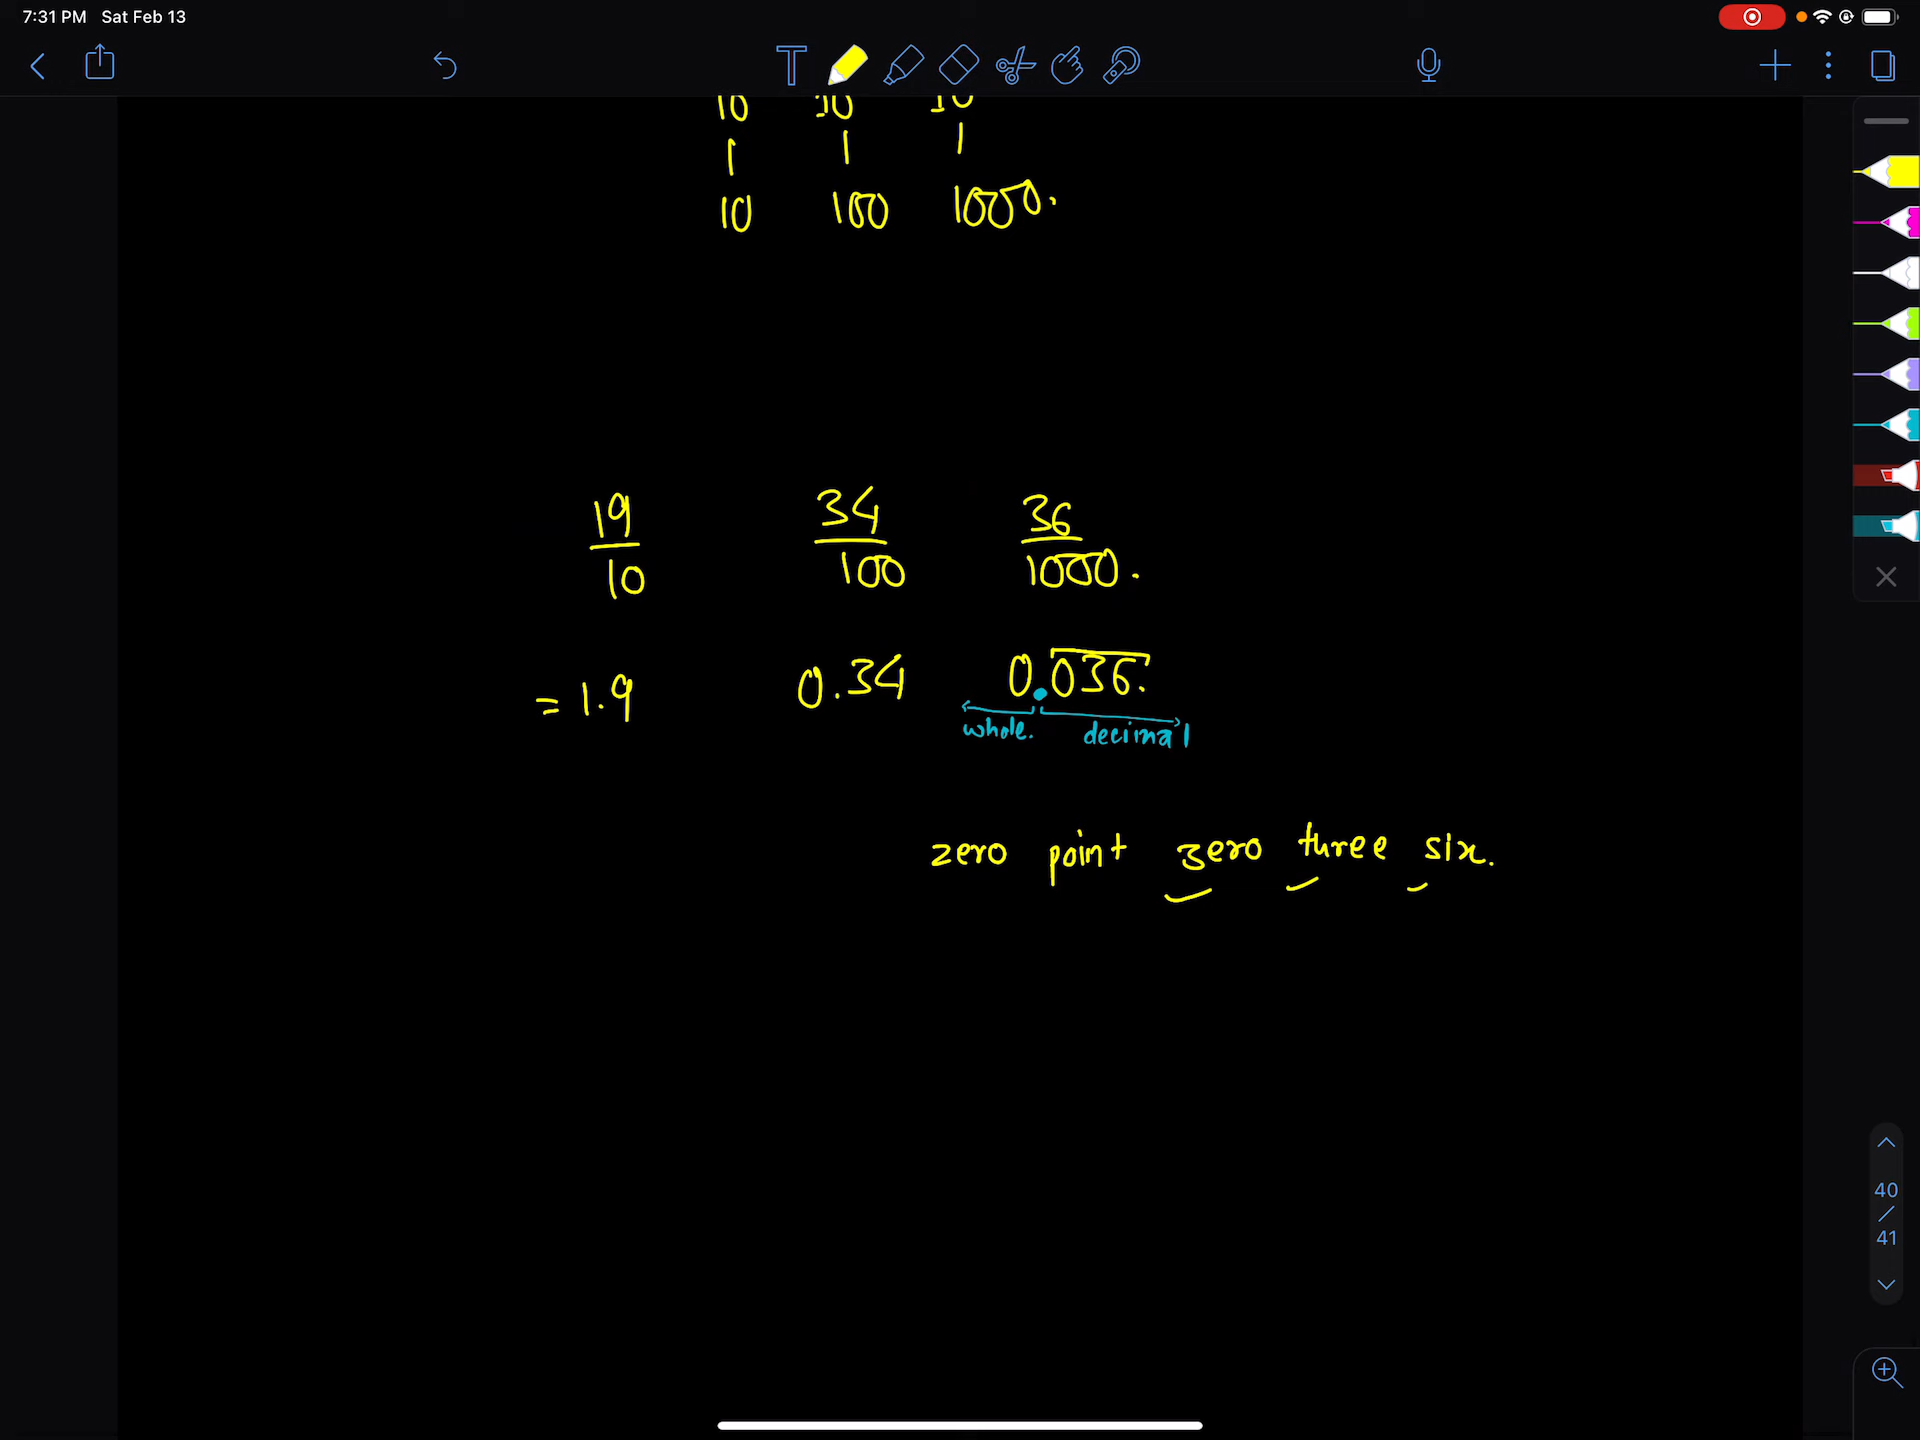 7:31 PM Sat Feb 13
10 10 10
10 100 1000.
19 34 36
10 100 1000.
= 1.9 0.34 0.036.
whole. decimal
zero point zero three six.
40
/
41